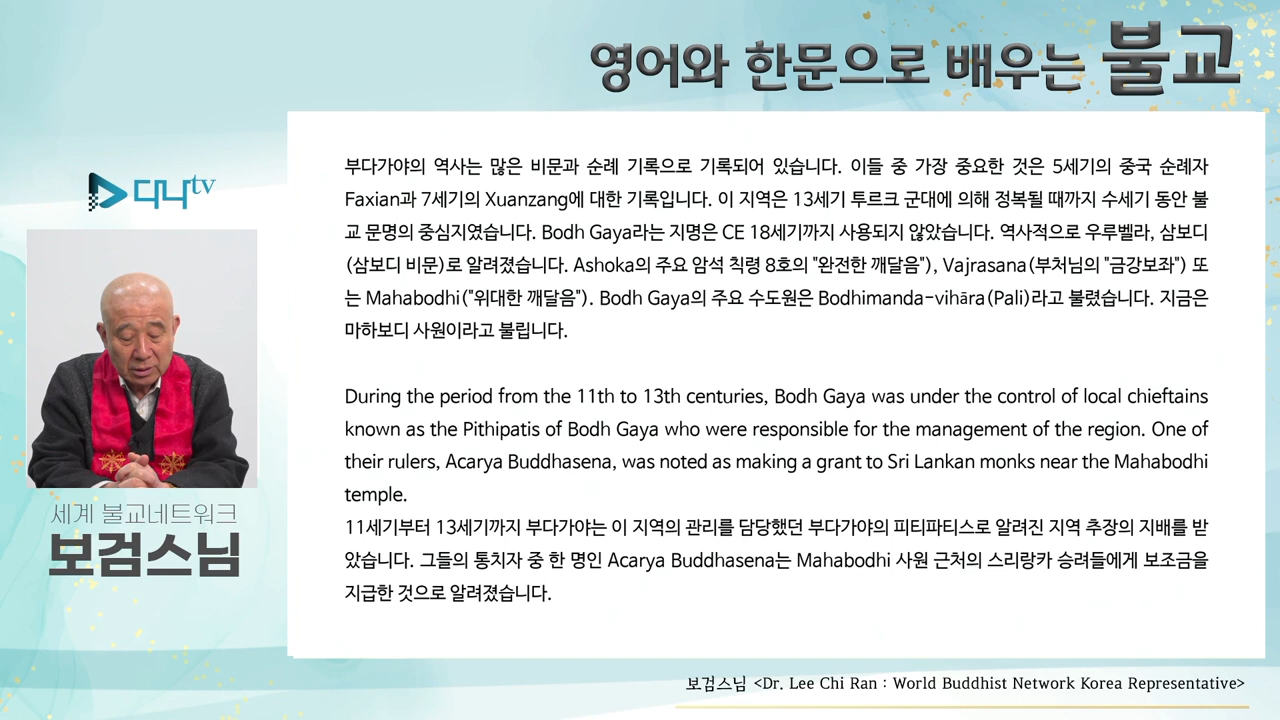 영어와 한문으로 배우는 불교
디나tv
부다가야의 역사는 많은 비문과 순례 기록으로 기록되어 있습니다. 이들 중 가장 중요한 것은 5세기의 중국 순례자
Faxian과 7세기의 Xuanzang에 대한 기록입니다. 이 지역은 13세기 투르크 군대에 의해 정복될 때까지 수세기 동안 불
교 문명의 중심지였습니다. Bodh Gaya라는 지명은 CE 18세기까지 사용되지 않았습니다. 역사적으로 우루벨라, 삼보디
(삼보디 비문)로 알려졌습니다. Ashoka의 주요 암석 칙령 8호의 "완전한 깨달음"), Vajrasana(부처님의 "금강보좌") 또
는 Mahabodhi("위대한 깨달음"). Bodh Gaya의 주요 수도원은 Bodhimanda-vihāra(Pali)라고 불렸습니다. 지금은
마하보디 사원이라고 불립니다.
During the period from the 11th to 13th centuries, Bodh Gaya was under the control of local chieftains
known as the Pithipatis of Bodh Gaya who were responsible for the management of the region. One of
their rulers, Acarya Buddhasena, was noted as making a grant to Sri Lankan monks near the Mahabodhi
temple.
11세기부터 13세기까지 부다가야는 이 지역의 관리를 담당했던 부다가야의 피티파티스로 알려진 지역 추장의 지배를 받
았습니다. 그들의 통치자 중 한 명인 Acarya Buddhasena는 Mahabodhi 사원 근처의 스리랑카 승려들에게 보조금을
지급한 것으로 알려졌습니다.
세계 불교네트워크
보검스님
보검스님 <Dr. Lee Chi Ran : World Buddhist Network Korea Representative>